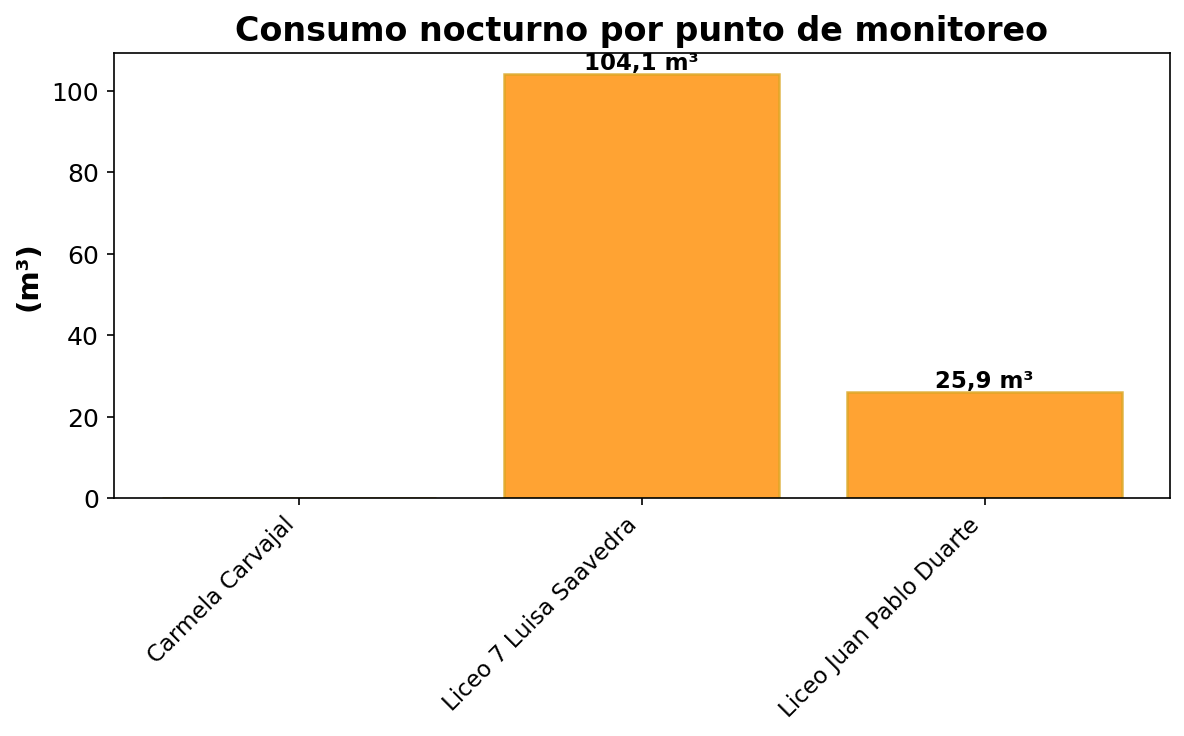 Consumo nocturno por punto de monitoreo
(m³)
100
80
60
40
20
0
104,1 m³
25,9 m³
Carmela Carvajal
Liceo 7 Luisa Saavedra
Liceo Juan Pablo Duarte